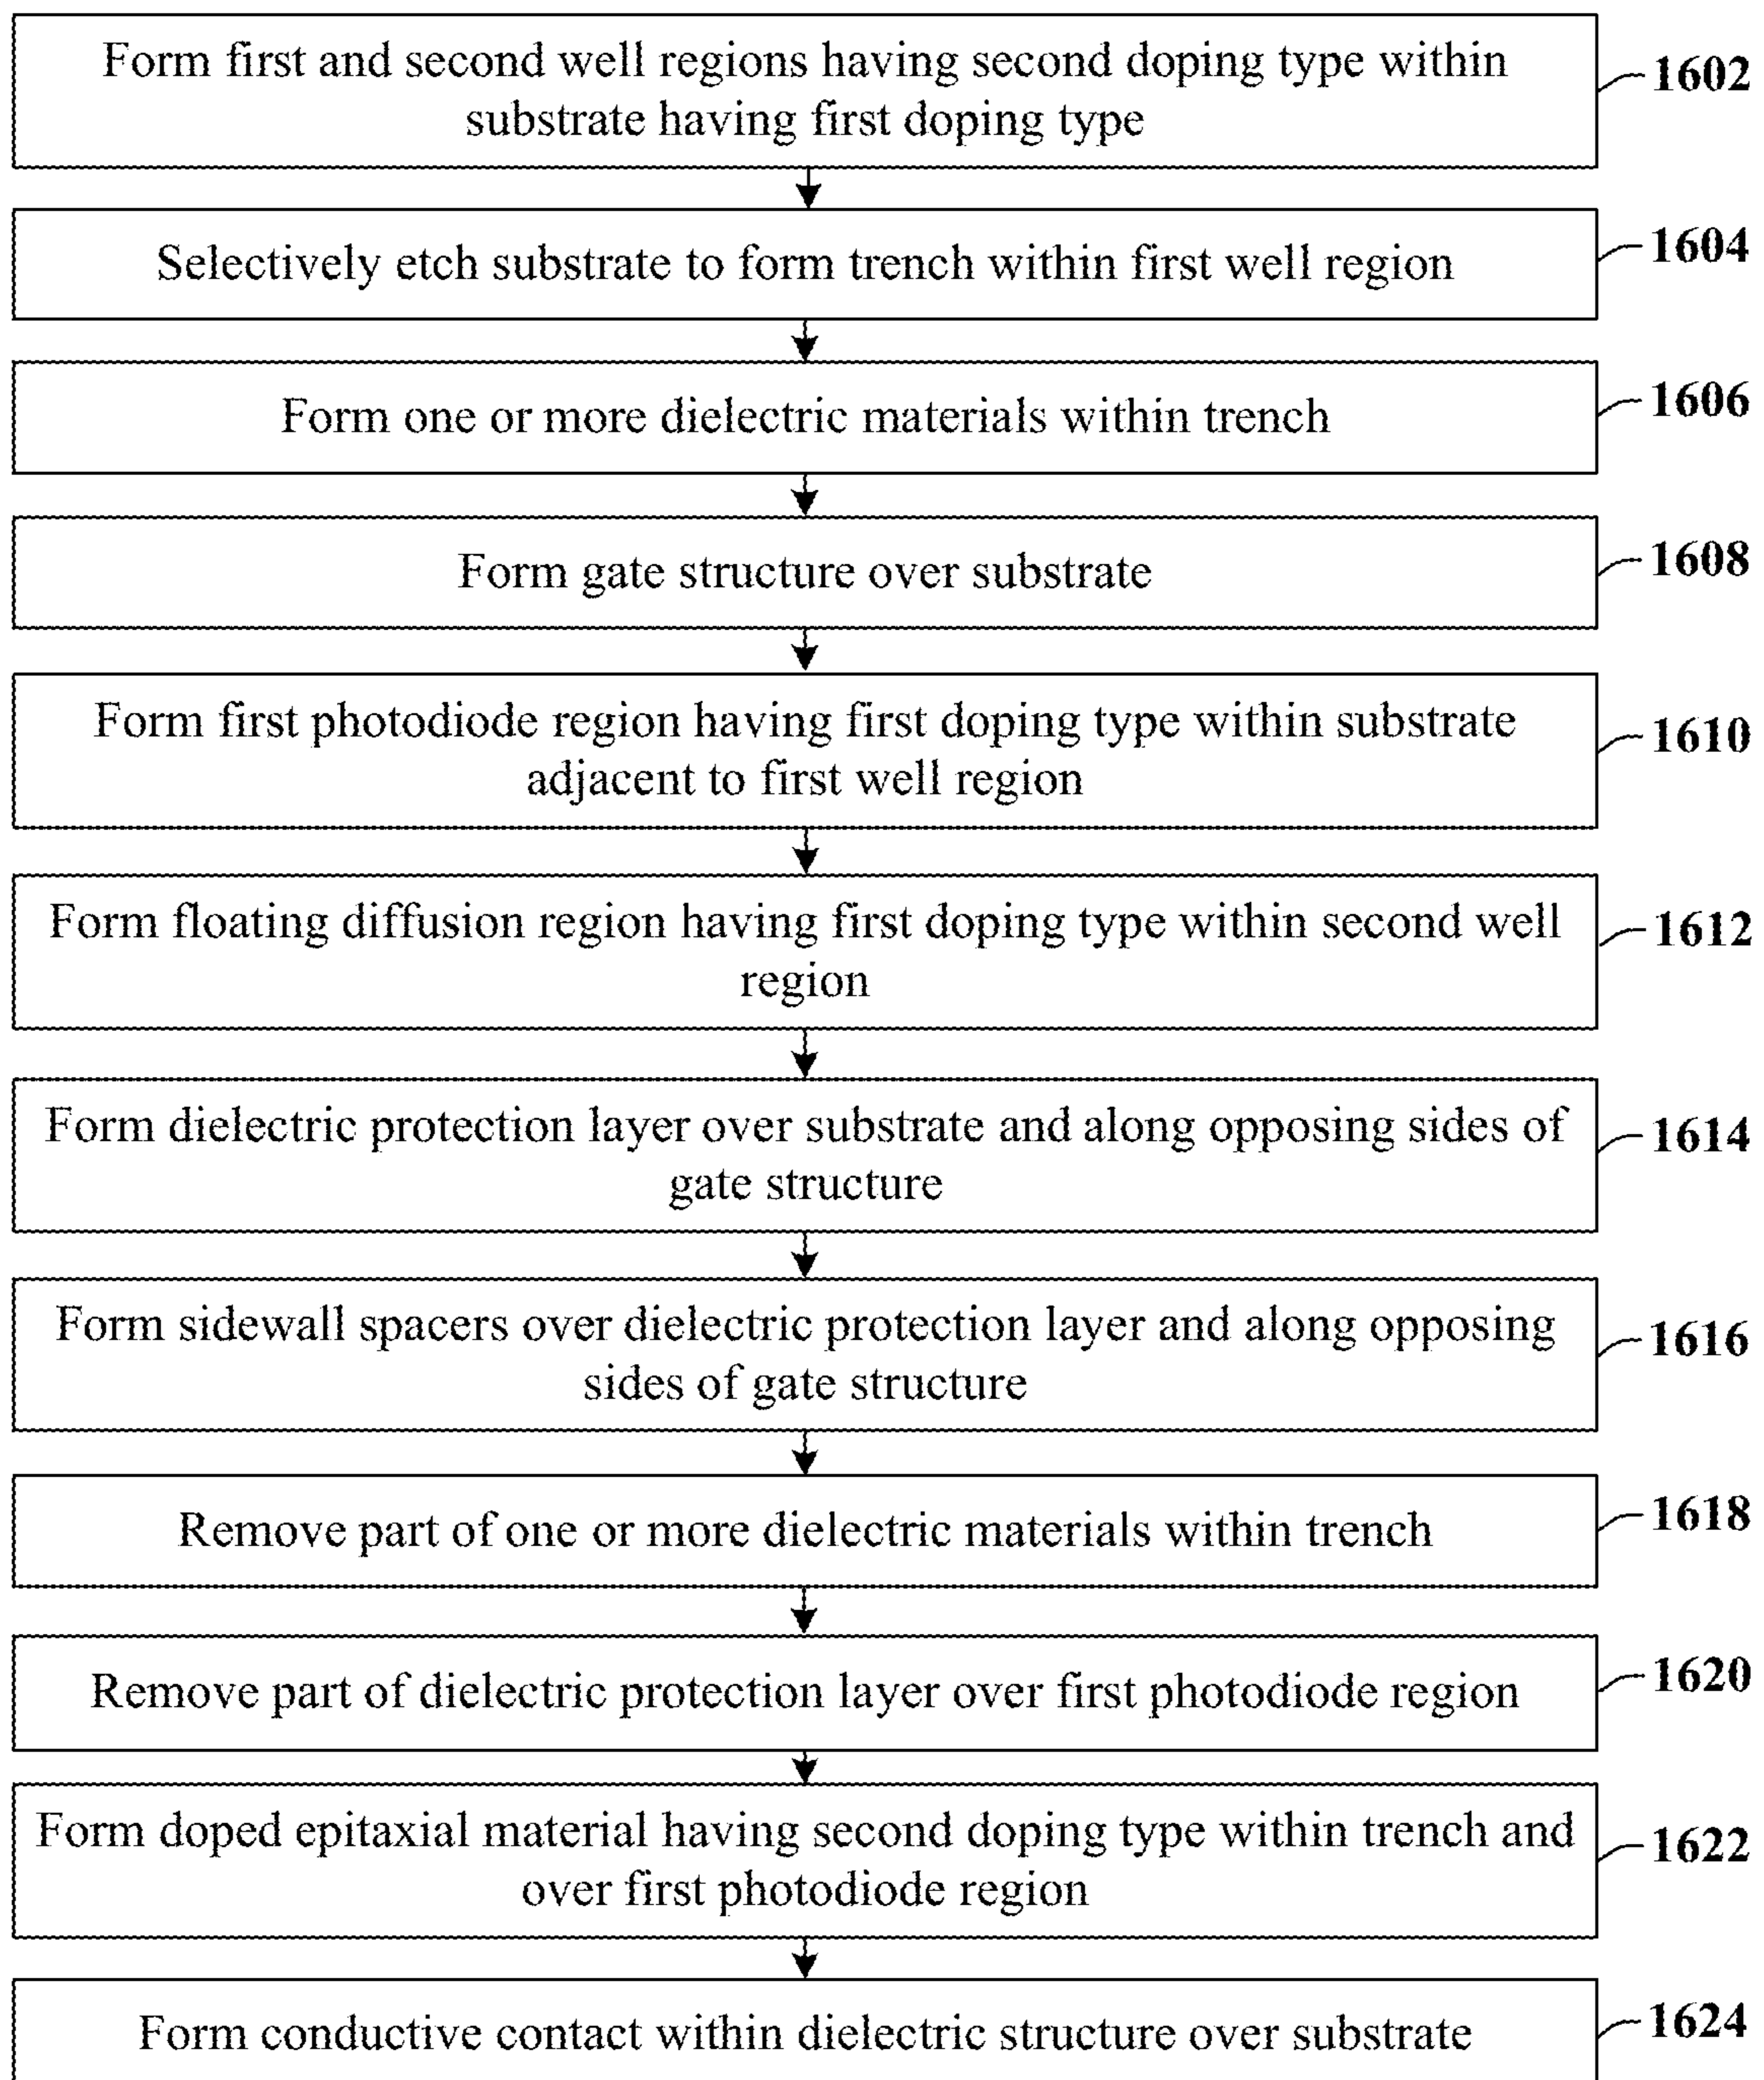 Form first and second well regions having second doping type within
substrate having first doping type
1602
Selectively etch substrate to form trench within first well region
1604
Form one or more dielectric materials within trench
1606
Form gate structure over substrate
1608
Form first photodiode region having first doping type within substrate
adjacent to first well region
1610
Form floating diffusion region having first doping type within second well
region
1612
Form dielectric protection layer over substrate and along opposing sides of
gate structure
1614
Form sidewall spacers over dielectric protection layer and along opposing
sides of gate structure
1616
Remove part of one or more dielectric materials within trench
1618
Remove part of dielectric protection layer over first photodiode region
1620
Form doped epitaxial material having second doping type within trench and
over first photodiode region
1622
Form conductive contact within dielectric structure over substrate
1624